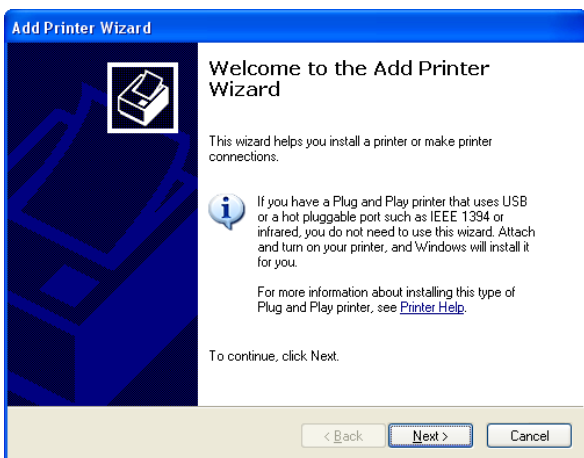 Add Printer Wizard
Welcome to the Add Printer
Wizard
This wizard helps you install a printer or make printer
connections.
If you have a Plug and Play printer that uses USB
or a hot pluggable port such as IEEE 1394 or
infrared, you do not need to use this wizard. Attach
and turn on your printer, and Windows will install it
for you.
For more information about installing this type of
Plug and Play printer, see Printer Help.
To continue, click Next.
< Back Next > Cancel